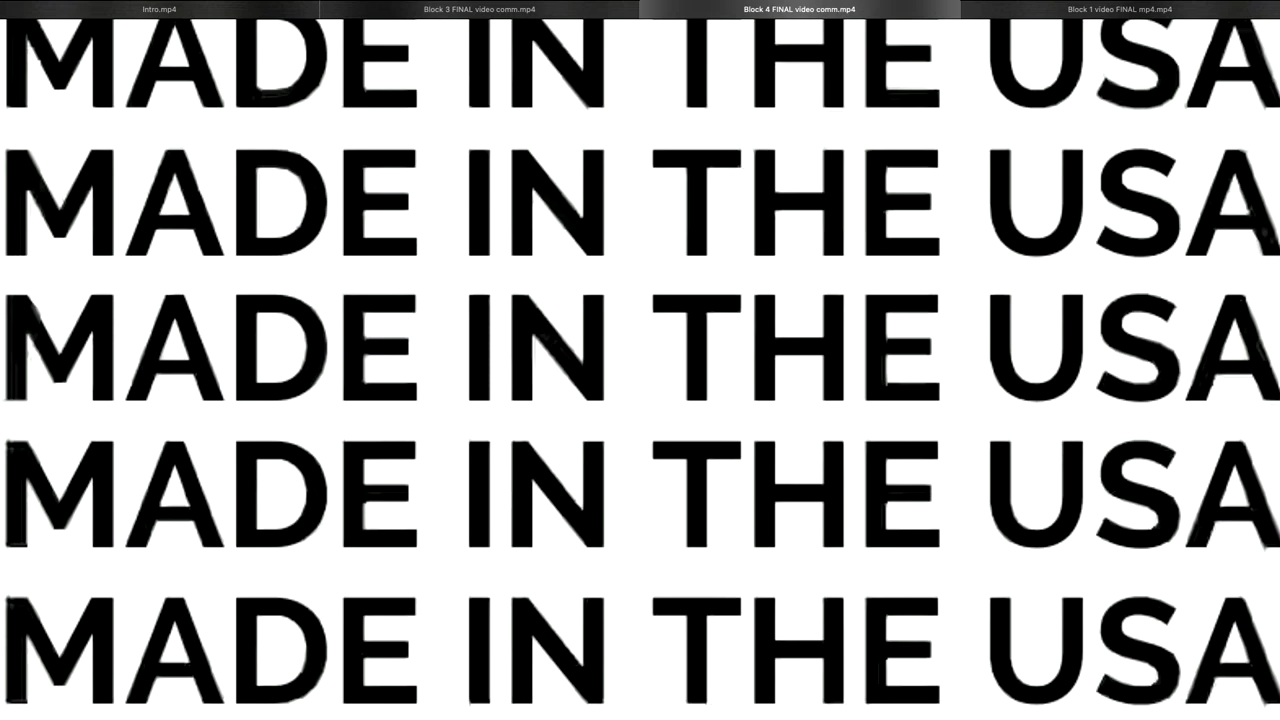 Intro.mp4 Block 3 FINAL video comm.mp4 Block 4 FINAL video comm.mp4 Block 1 video FINAL mp4.mp4
MADE IN THE USA
MADE IN THE USA
MADE IN THE USA
MADE IN THE USA
MADE IN THE USA